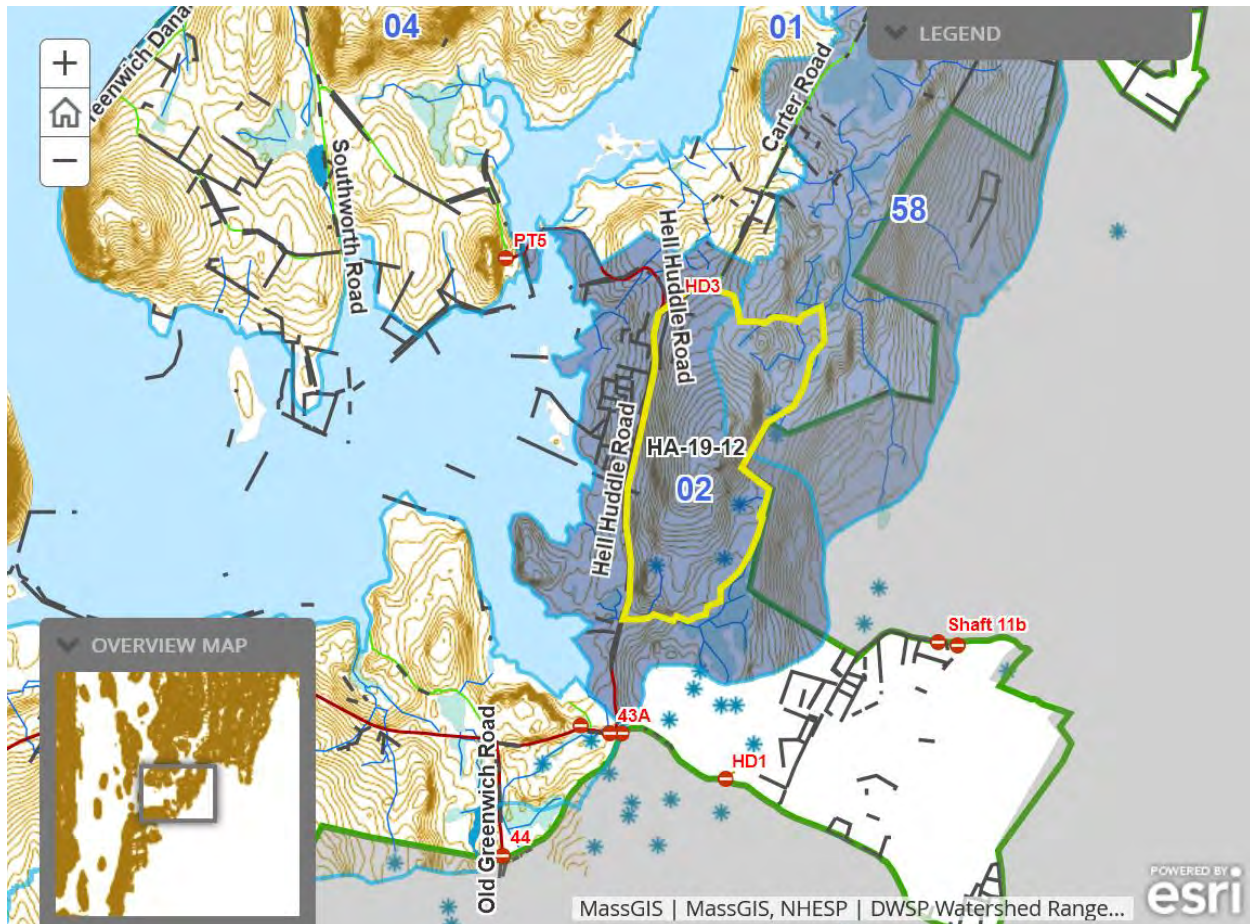 04
01
LEGEND
reenwich Dana
Carter Road
Southworth Road
58
PT5
Hell Huddle Road
HD3
HA-19-12
02
Hell Huddle Road
Shaft 11b
OVERVIEW MAP
43A
HD1
Old Greenwich Road
44
POWERED BY
esri
MassGIS | MassGIS, NHESP | DWSP Watershed Range...